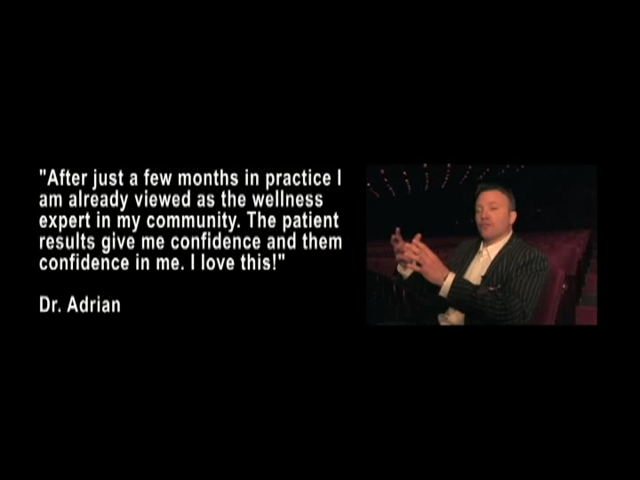 "After just a few months in practice I
am already viewed as the wellness
expert in my community. The patient
results give me confidence and them
confidence in me. I love this!"
Dr. Adrian